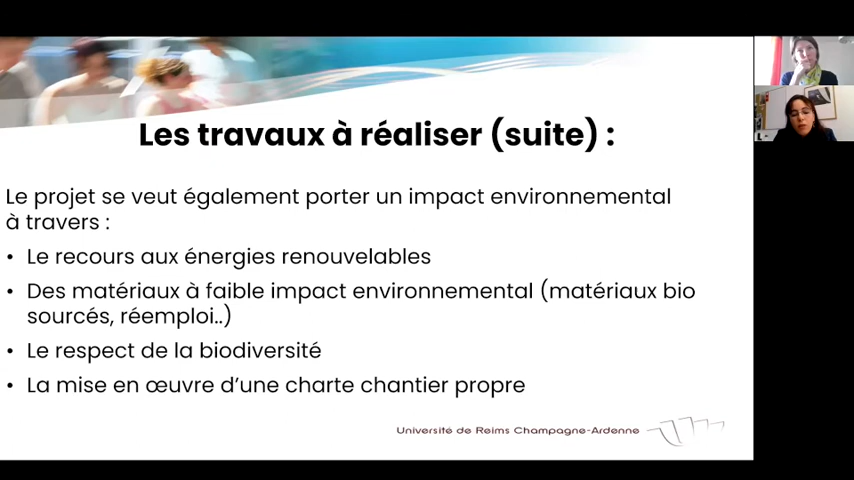 Les travaux à réaliser (suite) :
Le projet se veut également porter un impact environnemental
à travers :
• Le recours aux énergies renouvelables
• Des matériaux à faible impact environnemental (matériaux bio
sourcés, réemploi..)
• Le respect de la biodiversité
• La mise en œuvre d’une charte chantier propre
Université de Reims Champagne-Ardenne